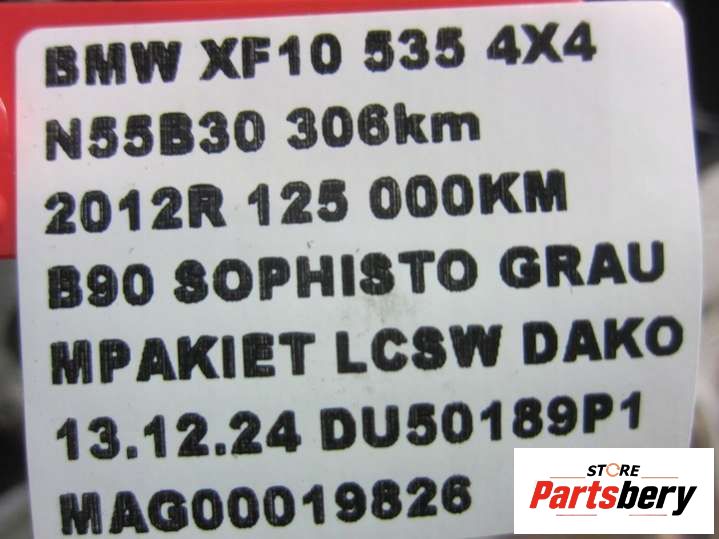 BMW XF10 535 4X4
N55B30 306km
2012R 125 000KM
B90 SOPHISTO GRAU
MPAKIET LCSW DAKO
13.12.24 DU50189P1
MAG00019826
STORE
Partsbery